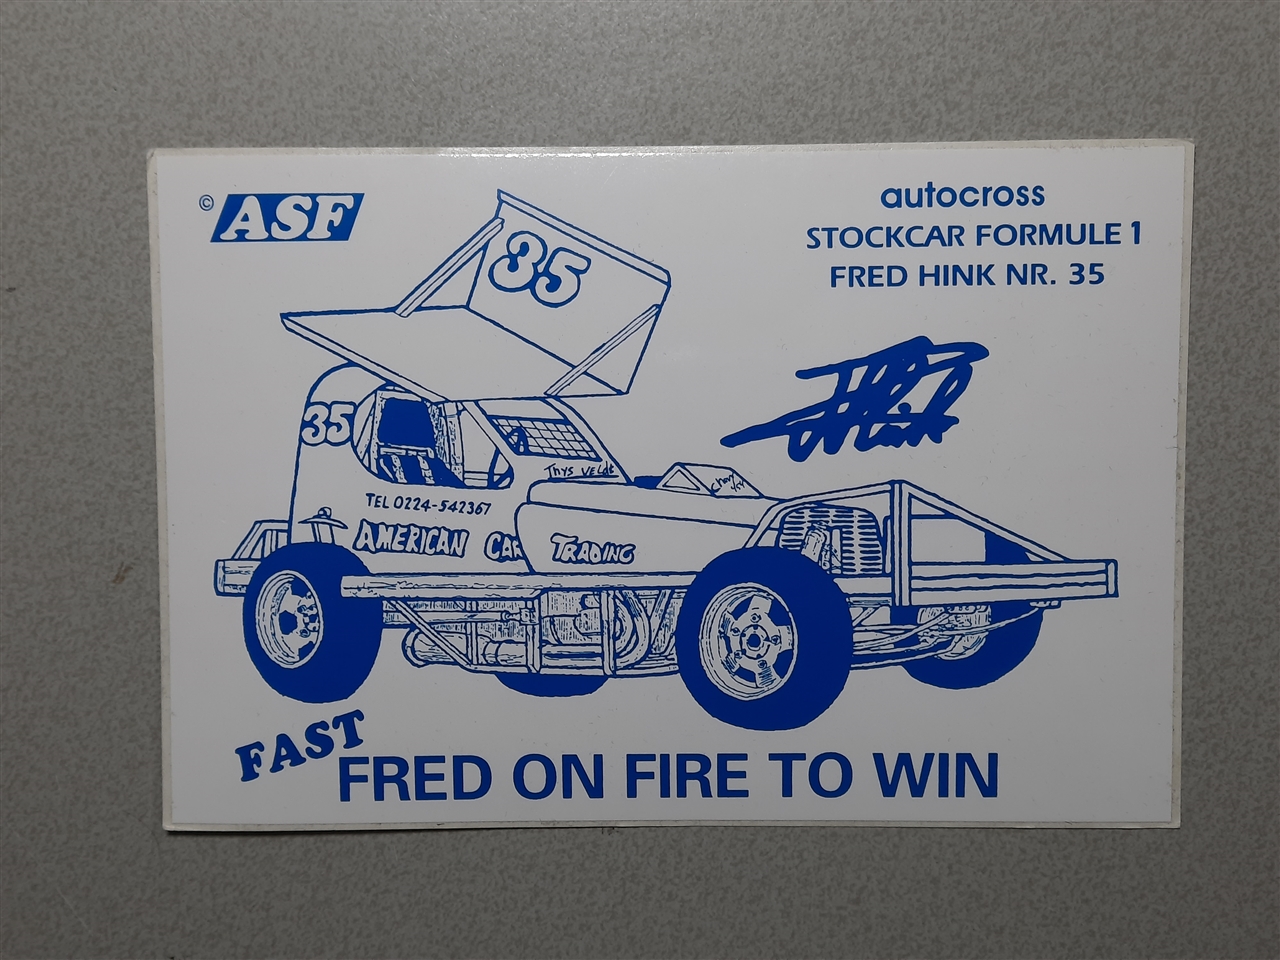 © ASF
autocross
STOCKCAR FORMULE 1
FRED HINK NR. 35
35
35
Thys Veldt
TEL 0224-542367
AMERICAN CAR TRADING
FAST
FRED ON FIRE TO WIN